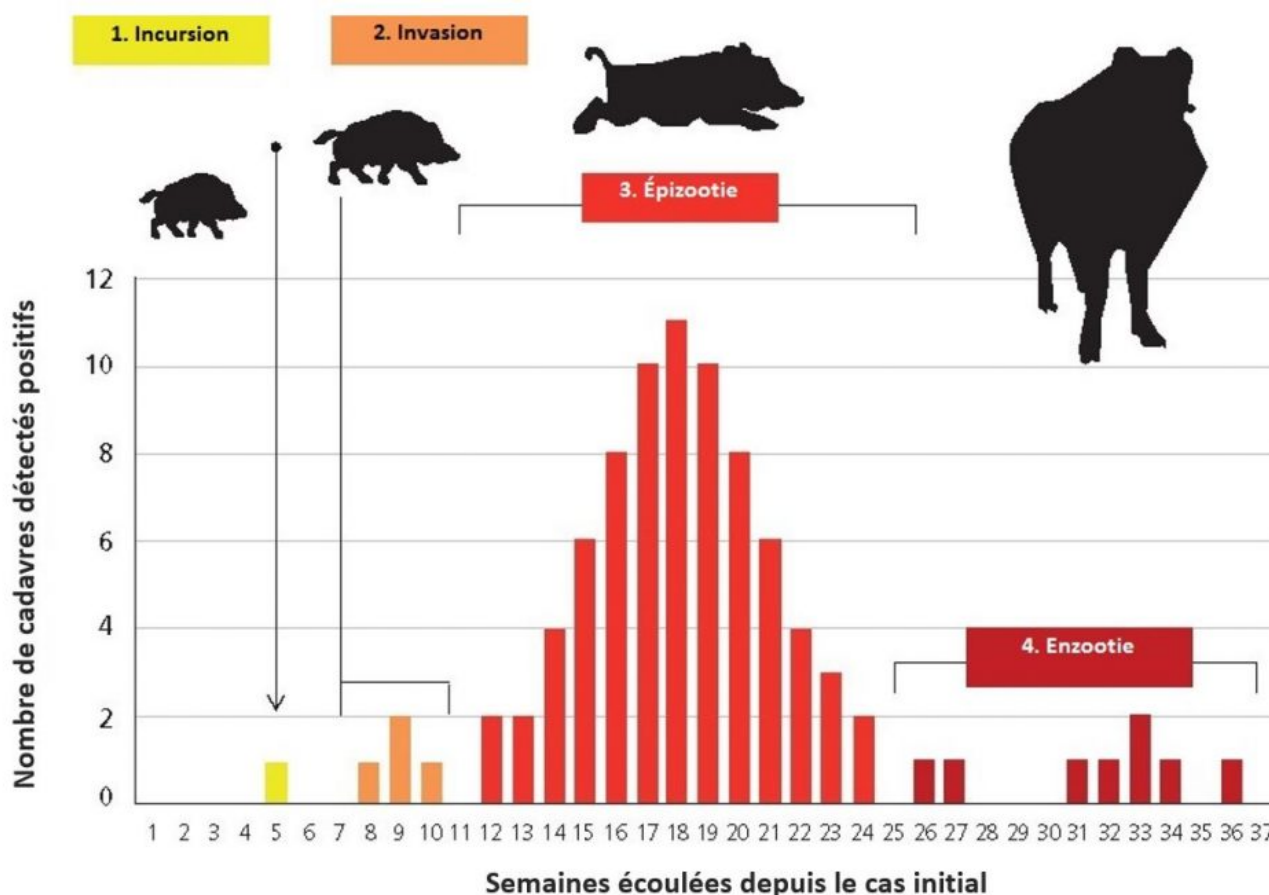 1. Incursion
2. Invasion
3. Épizootie
Nombre de cadavres détectés positifs
12
10
8
6
4
2
0
4. Enzootie
1 2 3 4 5 6 7 8 9 10 11 12 13 14 15 16 17 18 19 20 21 22 23 24 25 26 27 28 29 30 31 32 33 34 35 36 37
Semaines écoulées depuis le cas initial